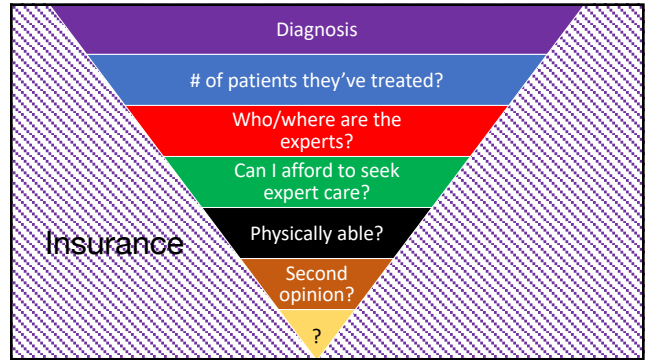 Diagnosis
# of patients they've treated?
Who/where are the
experts?
Can I afford to seek
expert care?
Physically able?
Insurance
Second
opinion?
?